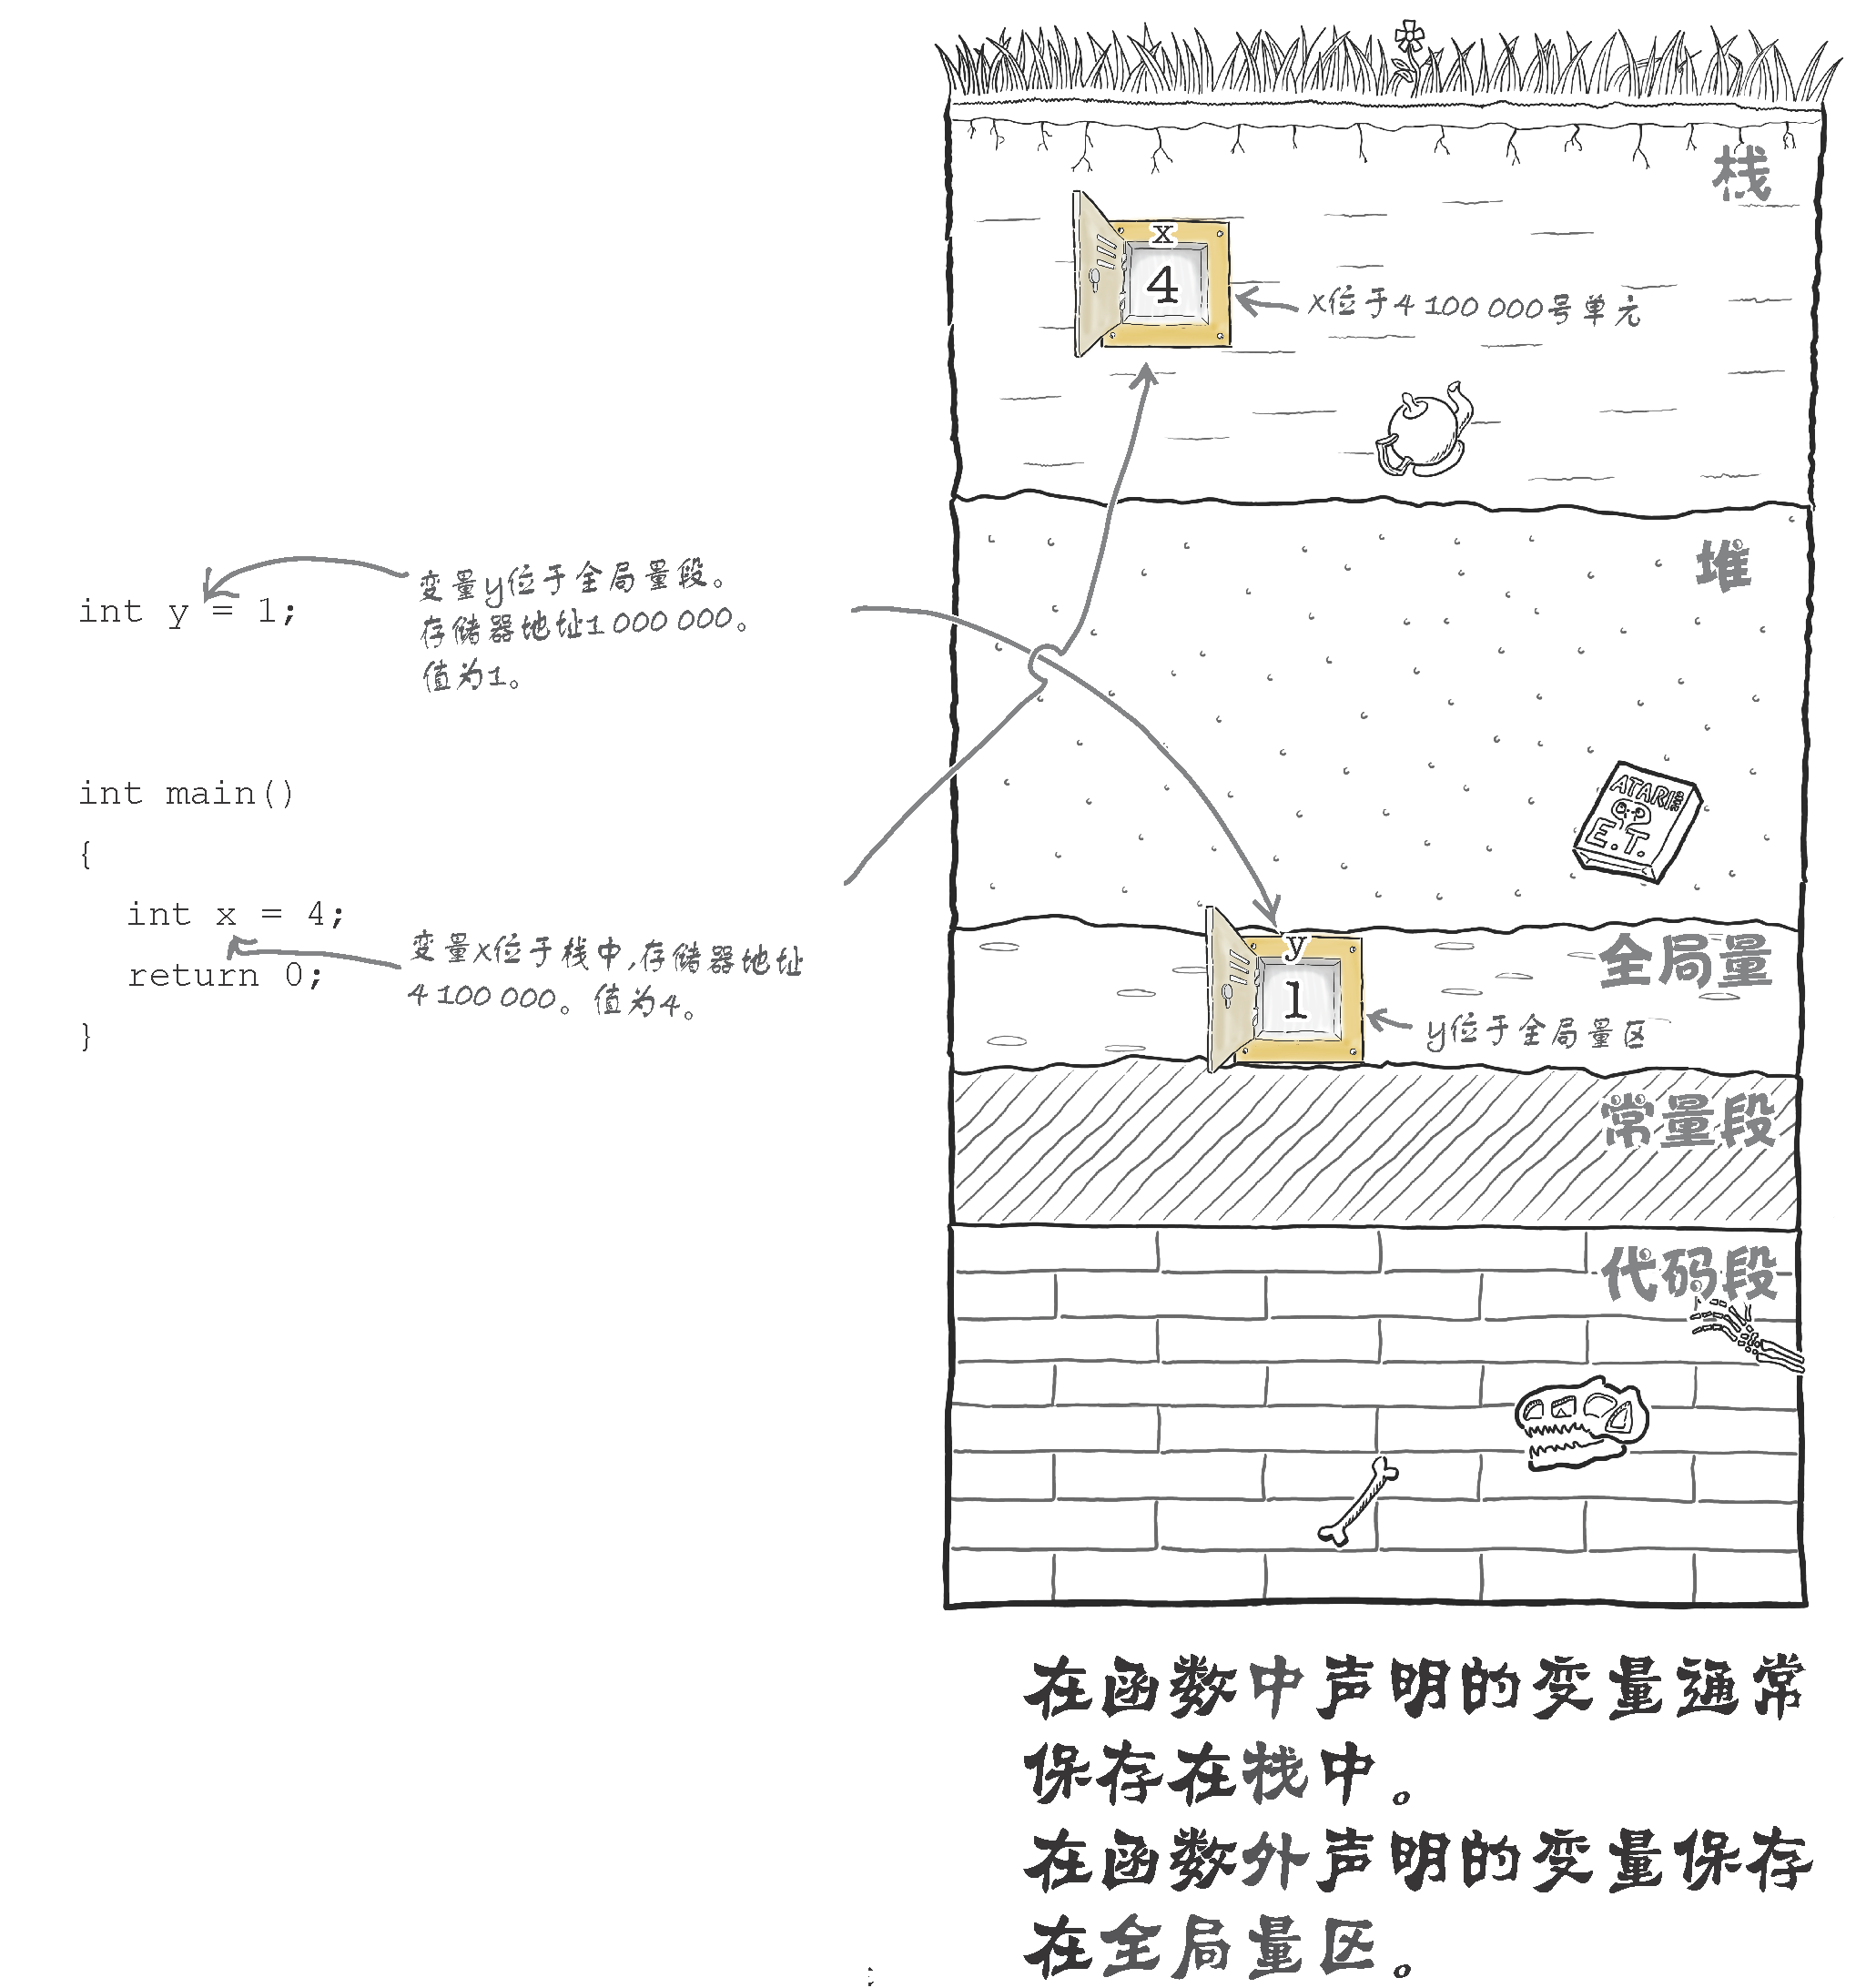 栈
x
4
x位于4 100 000号单元
堆
int y = 1;
变量y位于全局量段。
存储器地址1 000 000。
值为1。
int main()
{
int x = 4;
return 0;
}
变量x位于栈中,存储器地址
4 100 000。值为4。
ATARI
E.T.
全局量
y
1
y位于全局量区
常量段
代码段
在函数中声明的变量通常
保存在栈中。
在函数外声明的变量保存
在全局量区。